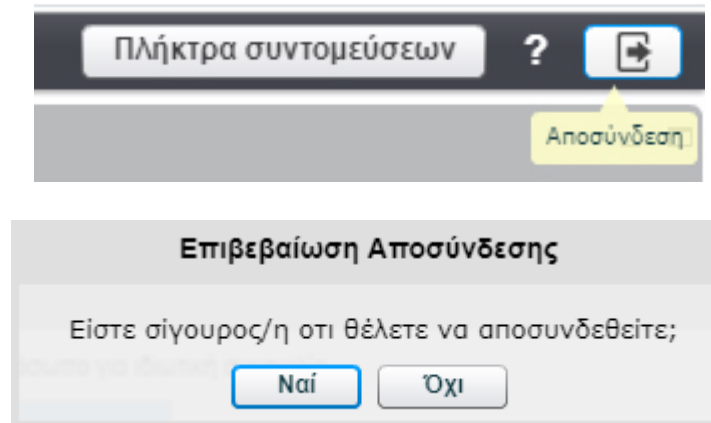 Πλήκτρα συντομεύσεων ?
Αποσύνδεση
Επιβεβαίωση Αποσύνδεσης
Είστε σίγουρος/η οτι θέλετε να αποσυνδεθείτε;
Ναί Όχι